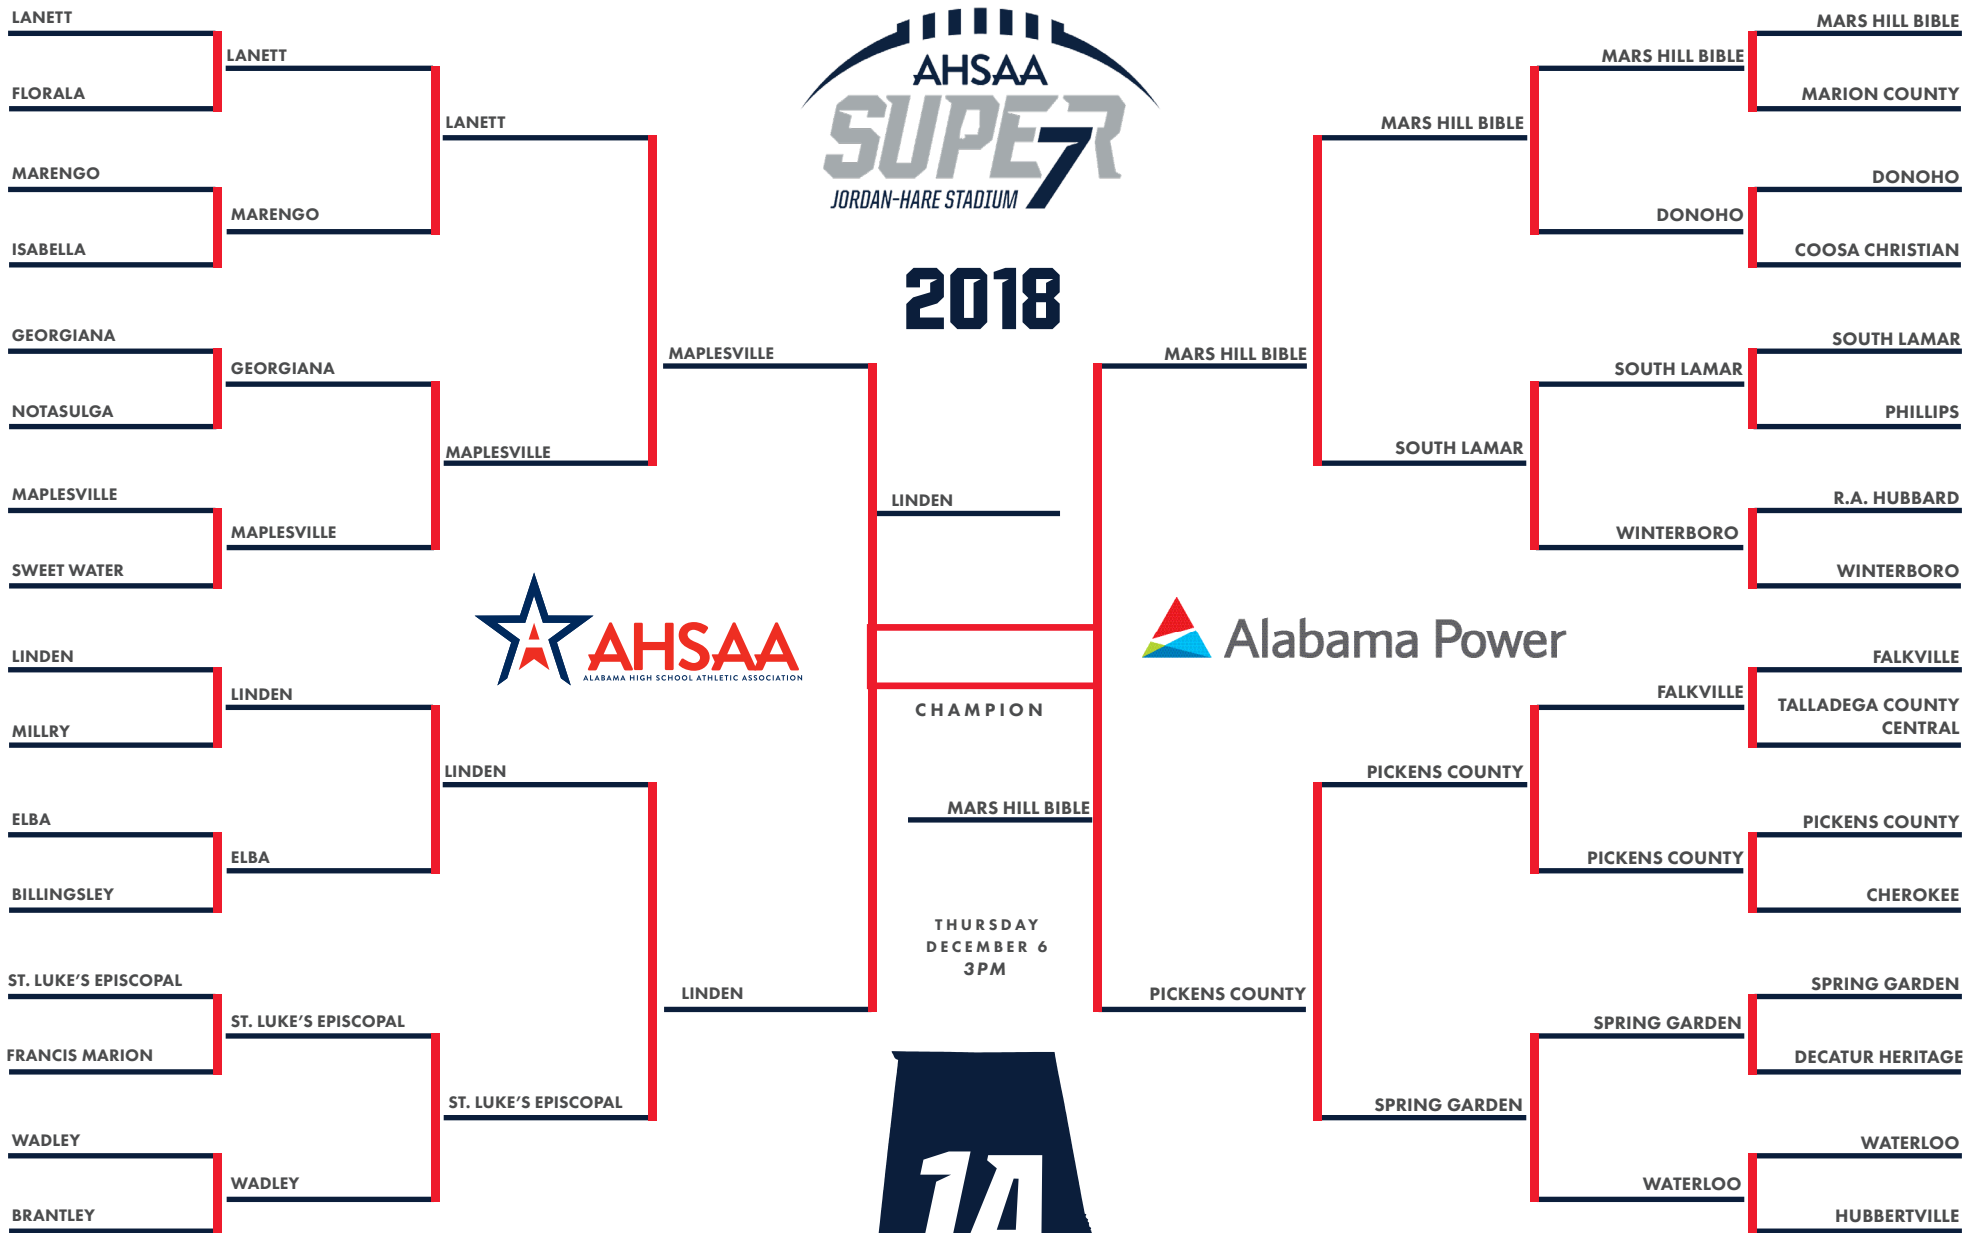 LANETT
FLORALA
MARENGO
ISABELLA
GEORGIANA
NOTASULGA
MAPLESVILLE
SWEET WATER
LINDEN
MILLRY
ELBA
BILLINGSLEY
ST. LUKE'S EPISCOPAL
FRANCIS MARION
WADLEY
BRANTLEY
LANETT
MARENGO
GEORGIANA
MAPLESVILLE
LINDEN
ELBA
ST. LUKE'S EPISCOPAL
WADLEY
LANETT
MAPLESVILLE
LINDEN
ST. LUKE'S EPISCOPAL
MAPLESVILLE
LINDEN
AHSAA
SUPER
7
JORDAN-HARE STADIUM
2018
LINDEN
AHSAA
ALABAMA HIGH SCHOOL ATHLETIC ASSOCIATION
Alabama Power
CHAMPION
MARS HILL BIBLE
THURSDAY
DECEMBER 6
3PM
1A
MARS HILL BIBLE
PICKENS COUNTY
MARS HILL BIBLE
SOUTH LAMAR
PICKENS COUNTY
SPRING GARDEN
MARS HILL BIBLE
DONOHO
SOUTH LAMAR
WINTERBORO
FALKVILLE
PICKENS COUNTY
SPRING GARDEN
WATERLOO
MARS HILL BIBLE
MARION COUNTY
DONOHO
COOSA CHRISTIAN
SOUTH LAMAR
PHILLIPS
R.A. HUBBARD
WINTERBORO
FALKVILLE
TALLADEGA COUNTY
CENTRAL
PICKENS COUNTY
CHEROKEE
SPRING GARDEN
DECATUR HERITAGE
WATERLOO
HUBBERTVILLE